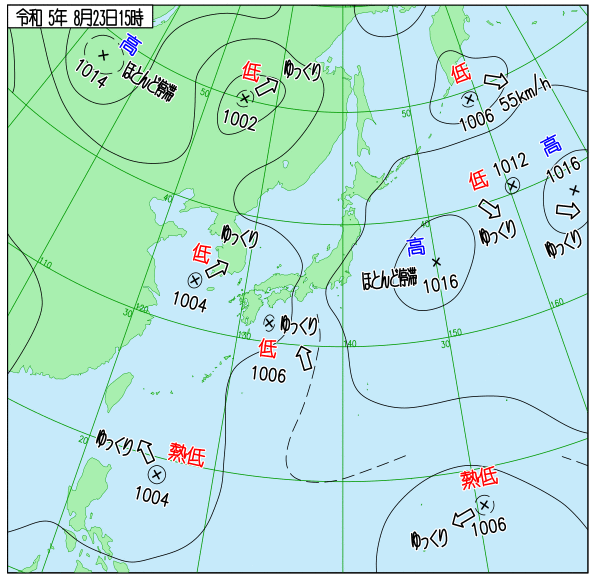 令和 5年 8月23日15時
高
1014
ほとんど停滞
低
ゆっくり
1002
低
55km/h
1006
高
1016
ゆっくり
低
1012
ゆっくり
低
ゆっくり
1004
高
ほとんど停滞
1016
低
ゆっくり
1006
熱低
ゆっくり
1004
熱低
ゆっくり
1006
50
50
40
40
110
30
120
130
140
30
150
160
20